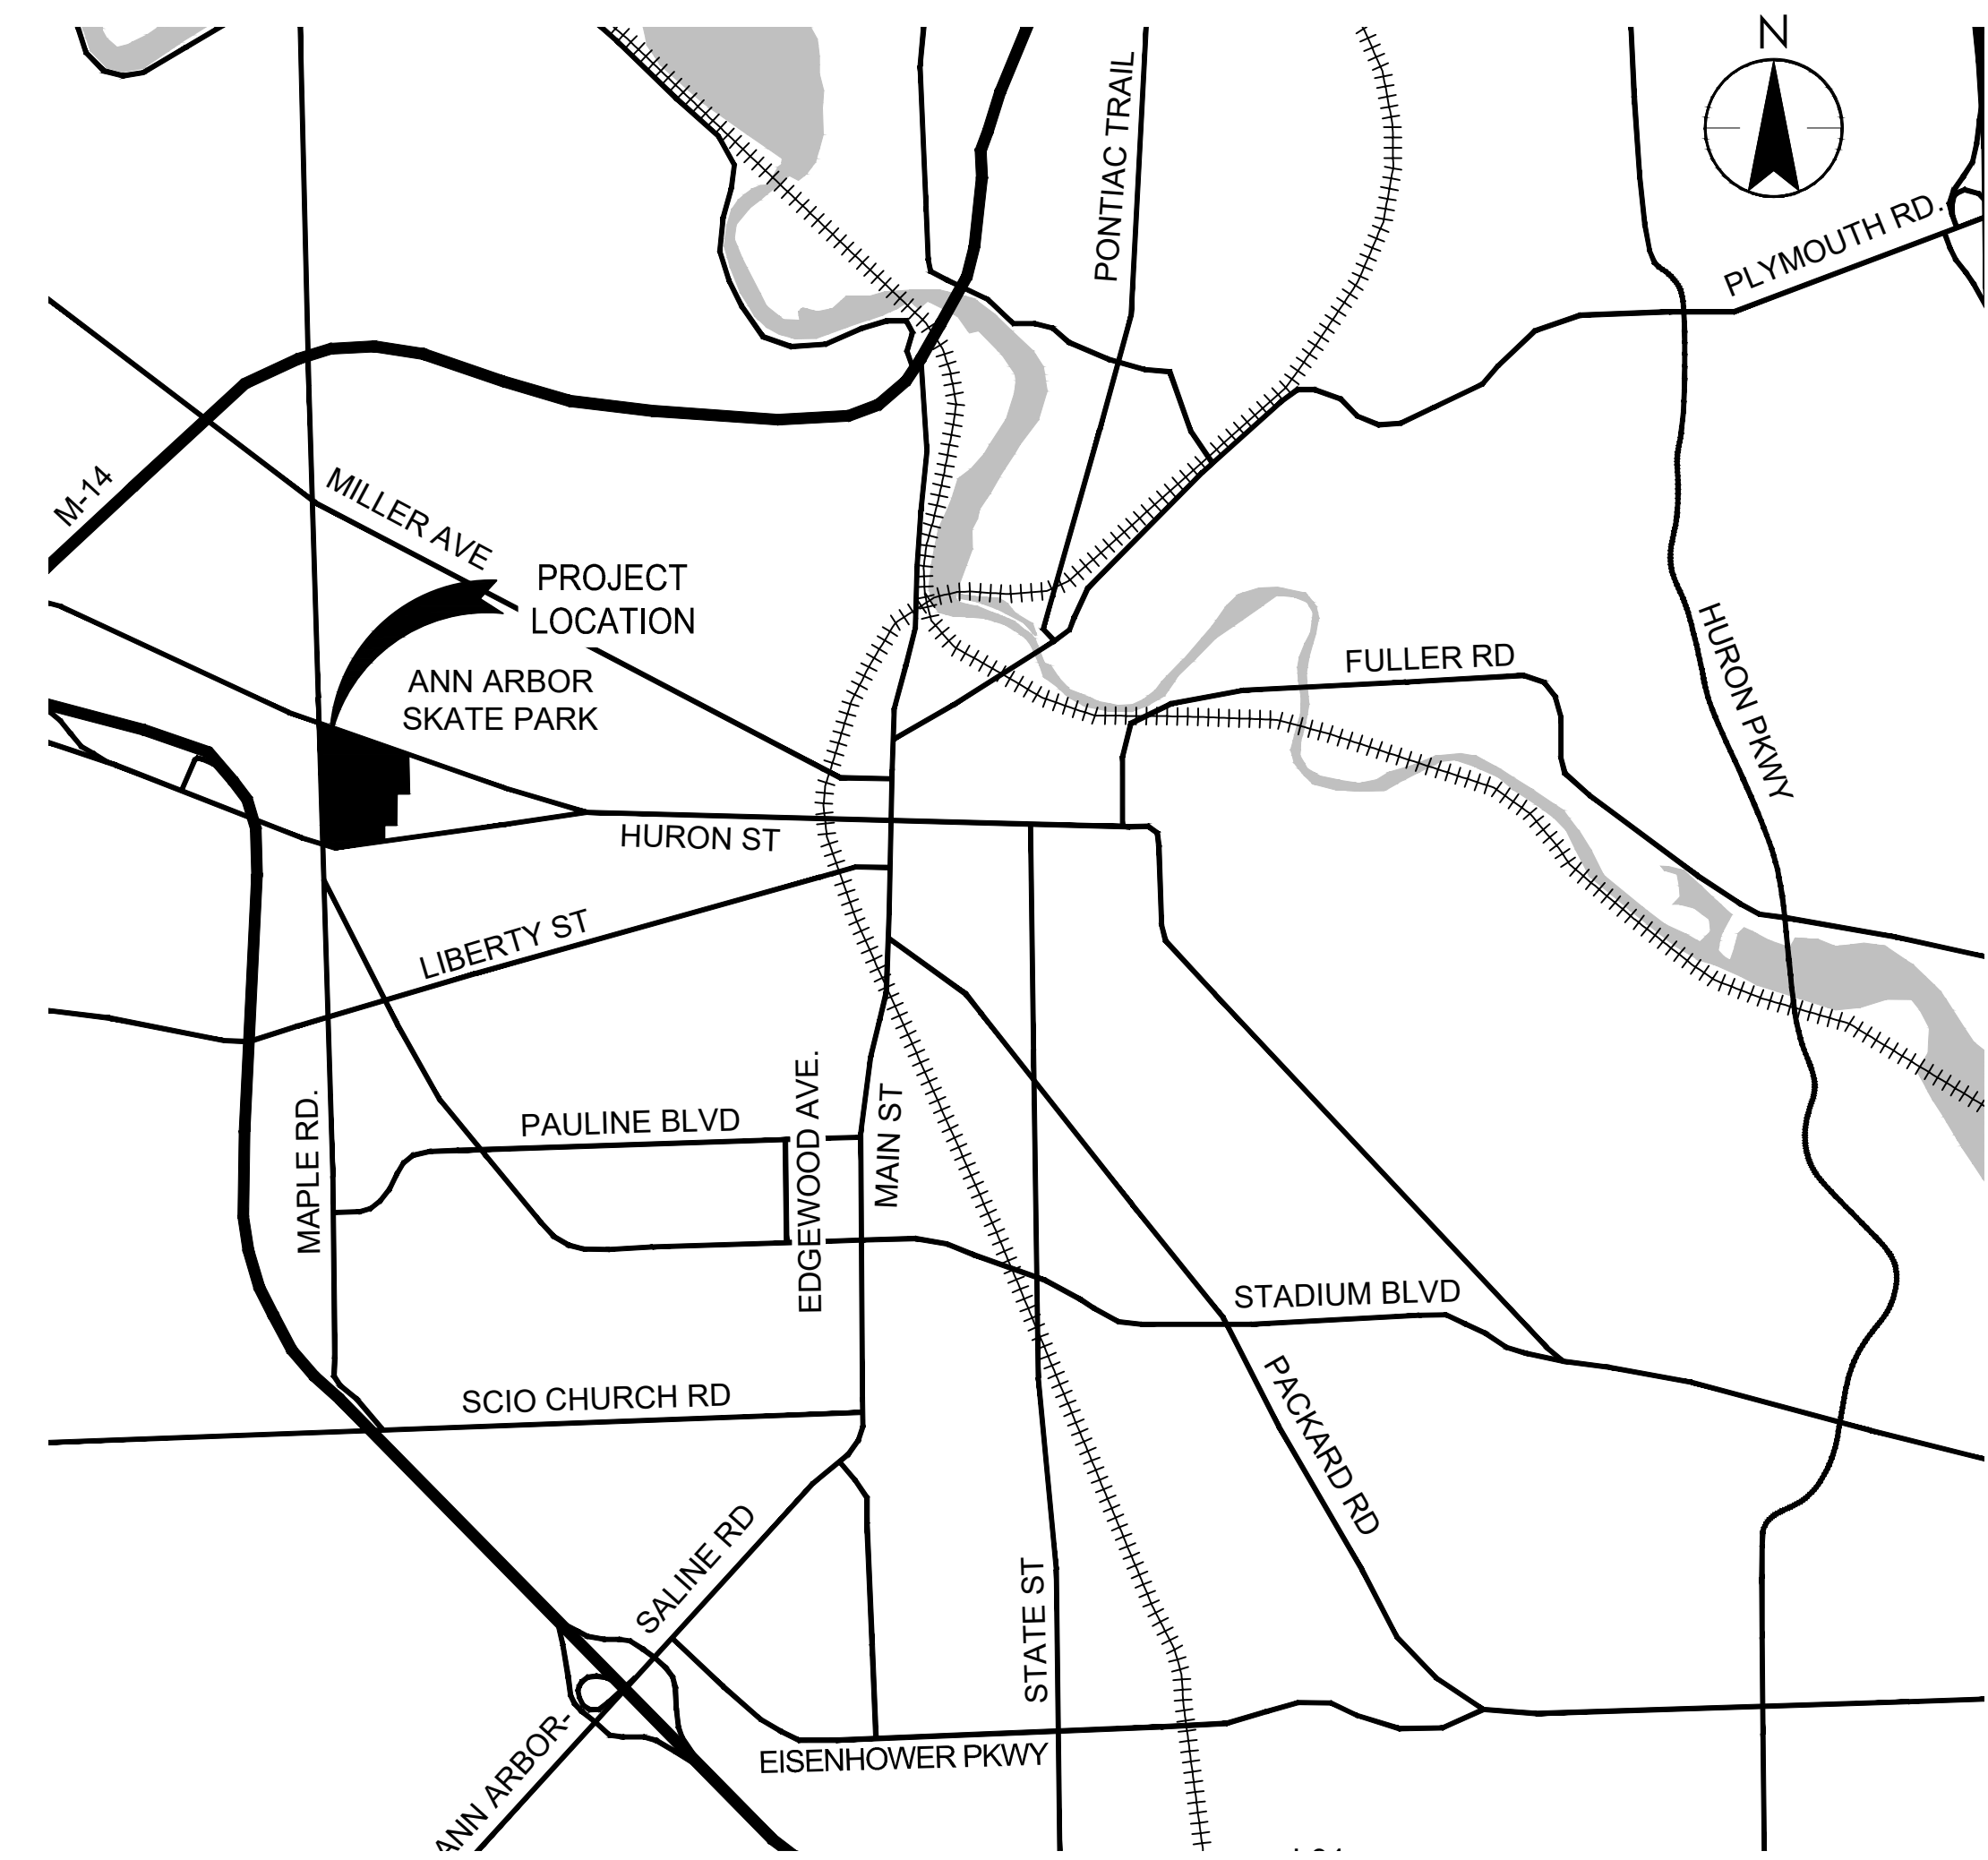 N
PONTIAC TRAIL
PLYMOUTH RD.
M-14
MILLER AVE
PROJECT
LOCATION
ANN ARBOR
SKATE PARK
FULLER RD
HURON PKWY
HURON ST
LIBERTY ST
MAPLE RD.
PAULINE BLVD
EDGEWOOD AVE.
MAIN ST
STADIUM BLVD
SCIO CHURCH RD
PACKARD RD
SALINE RD
STATE ST
ANN ARBOR-
EISENHOWER PKWY